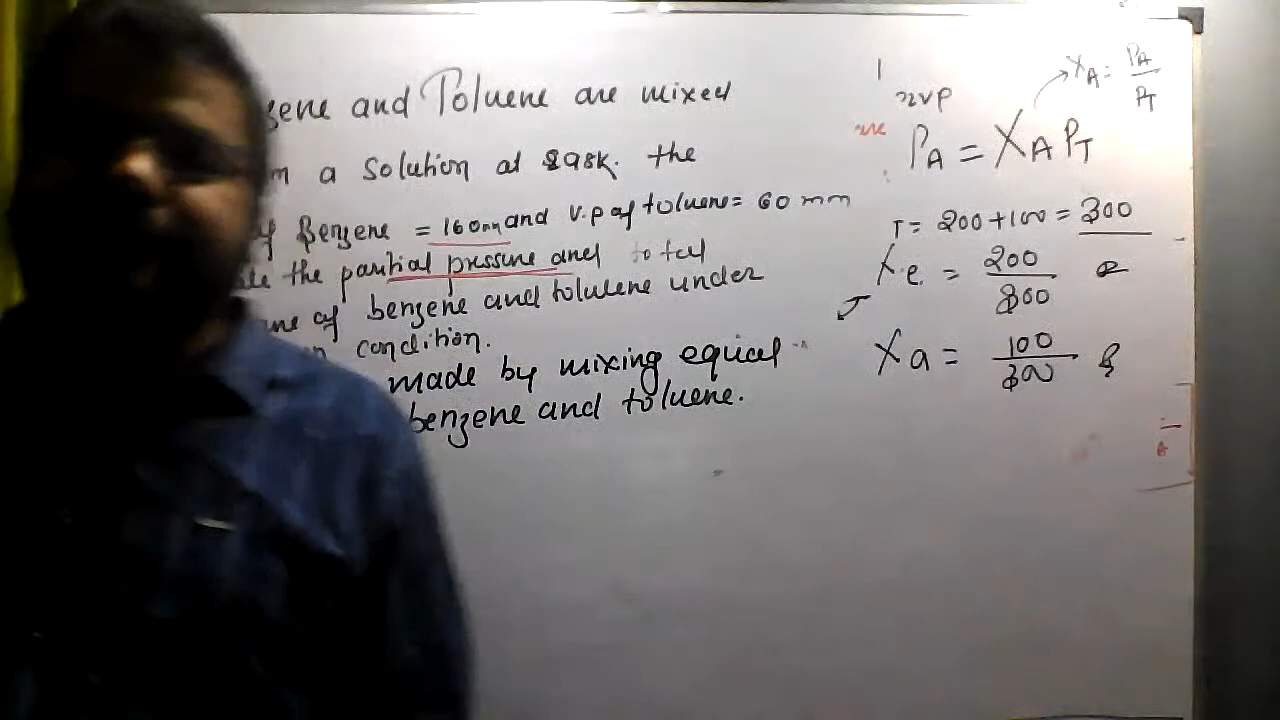 zene and Toluene are mixed
m a solution at 298K. the
of Benzene = 160mm and V.P of toluene = 60 mm
ate the partial pressure and total
ure of benzene and toluene under
condition.
made by mixing equal
benzene and toluene.
nvp
XA = PA/PT
PA = XA PT
T = 200 + 100 = 300
Xe = 200/300
Xa = 100/300